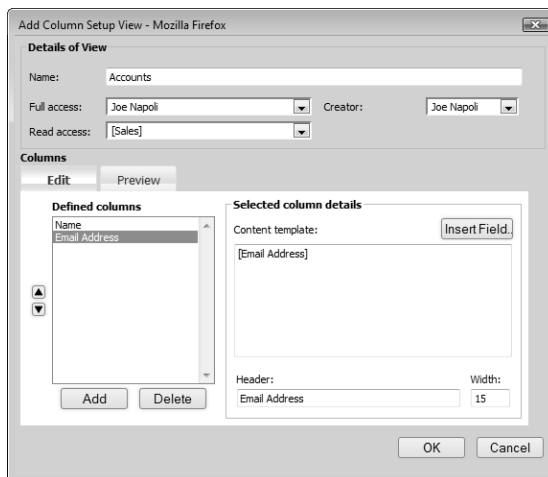 Add Column Setup View - Mozilla Firefox
Details of View
Name: Accounts
Full access: Joe Napoli Creator: Joe Napoli
Read access: [Sales]
Columns
Edit Preview
Defined columns Selected column details
Name
Email Address
Content template: Insert Field..
[Email Address]
Header: Width:
Email Address 15
Add Delete
OK Cancel